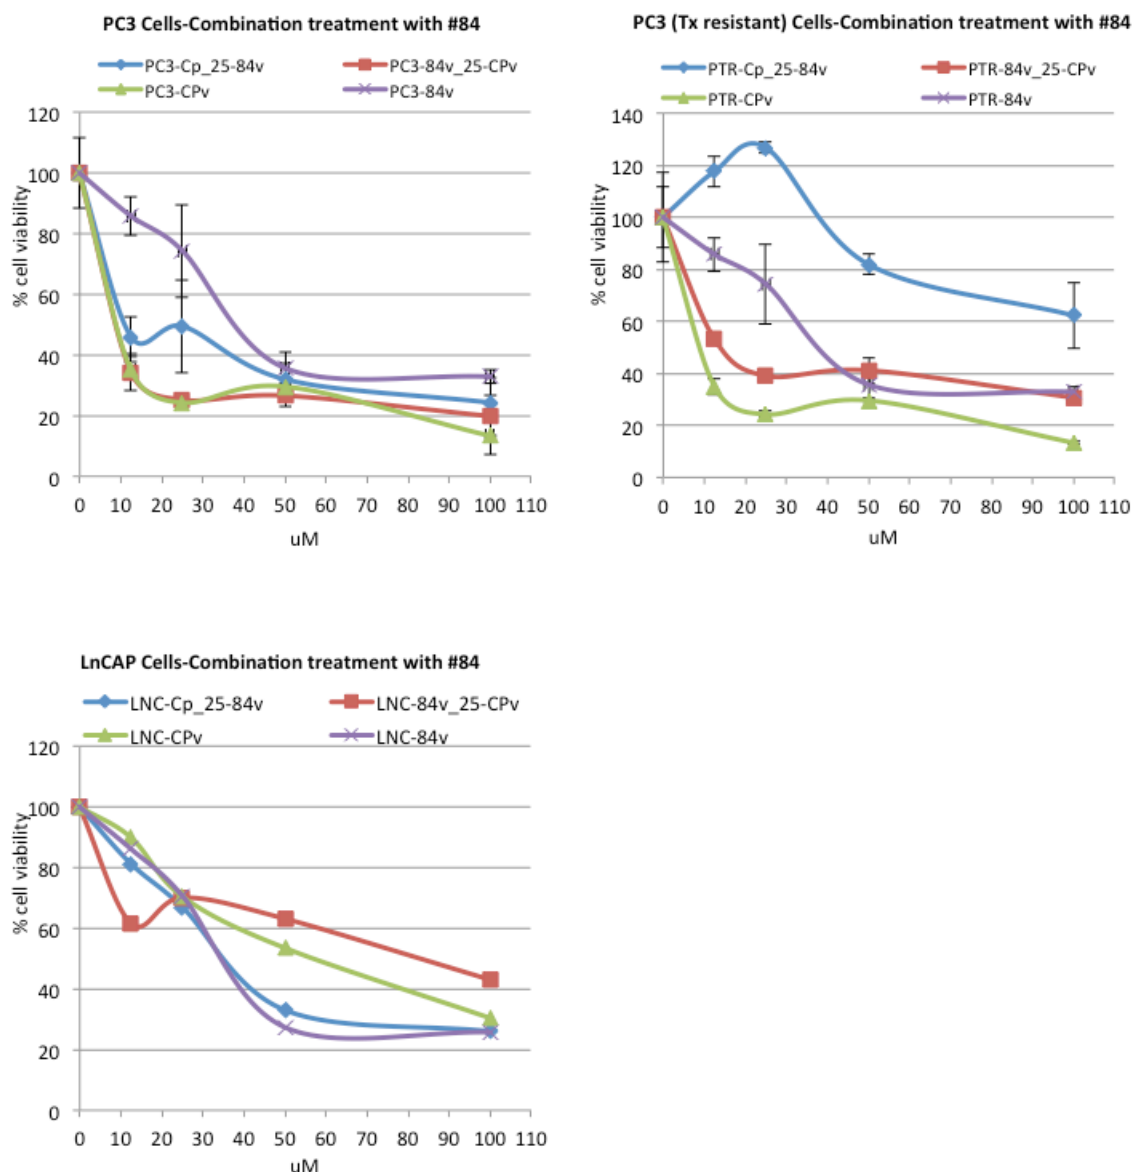 PC3 Cells-Combination treatment with #84
PC3-Cp_25-84v PC3-84v_25-CPv
PC3-CPv PC3-84v
120
100
80
60
40
20
0
% cell viability
0 10 20 30 40 50 60 70 80 90 100 110
uM
PC3 (Tx resistant) Cells-Combination treatment with #84
PTR-Cp_25-84v PTR-84v_25-CPv
PTR-CPv PTR-84v
140
120
100
80
60
40
20
0
% cell viability
0 10 20 30 40 50 60 70 80 90 100 110
uM
LnCAP Cells-Combination treatment with #84
LNC-Cp_25-84v LNC-84v_25-CPv
LNC-CPv LNC-84v
120
100
80
60
40
20
0
% cell viability
0 10 20 30 40 50 60 70 80 90 100 110
uM